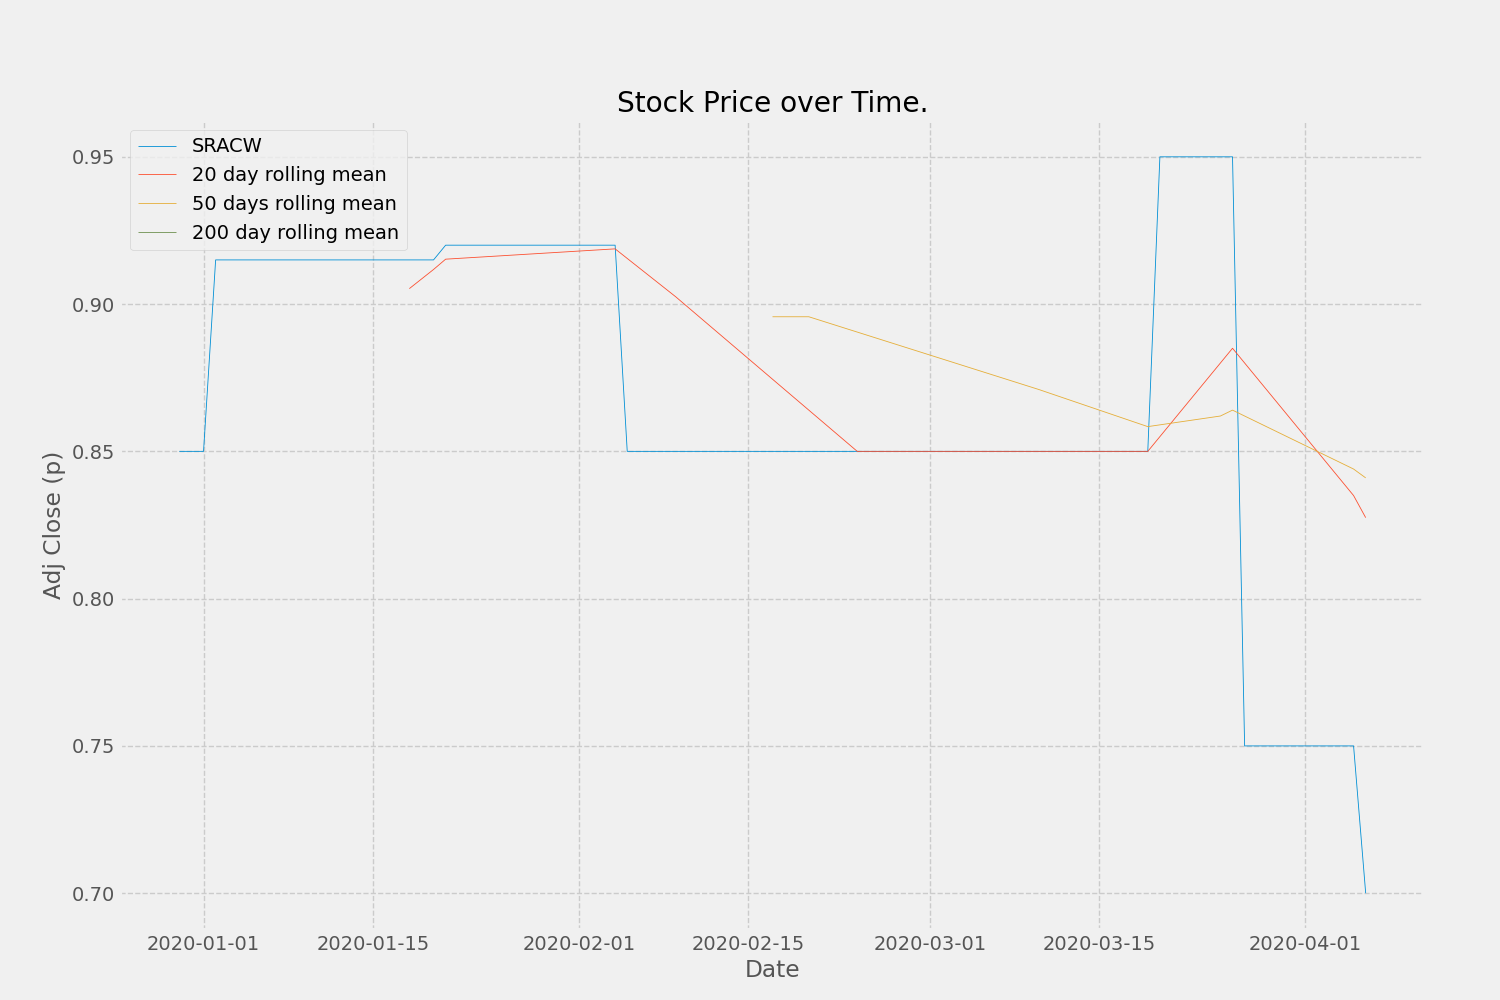 Stock Price over Time.
SRACW
20 day rolling mean
50 days rolling mean
200 day rolling mean
Adj Close (p)
0.95
0.90
0.85
0.80
0.75
0.70
2020-01-01 2020-01-15 2020-02-01 2020-02-15 2020-03-01 2020-03-15 2020-04-01
Date